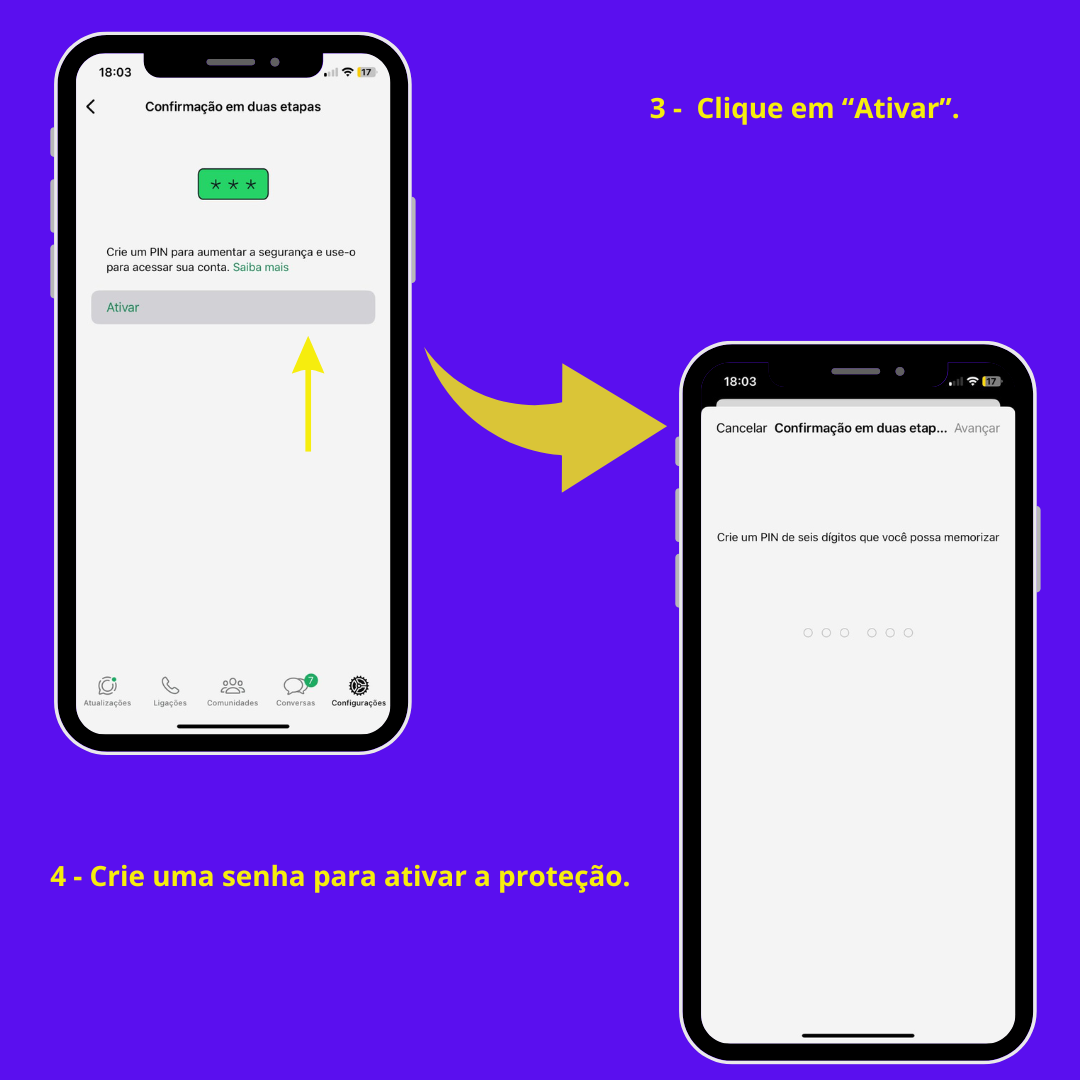 18:03
17
Confirmação em duas etapas
***
Crie um PIN para aumentar a segurança e use-o
para acessar sua conta. Saiba mais
Ativar
7
Atualizações Ligações Comunidades Conversas Configurações
3 - Clique em “Ativar”.
18:03
17
Cancelar Confirmação em duas etap... Avançar
Crie um PIN de seis dígitos que você possa memorizar
4 - Crie uma senha para ativar a proteção.